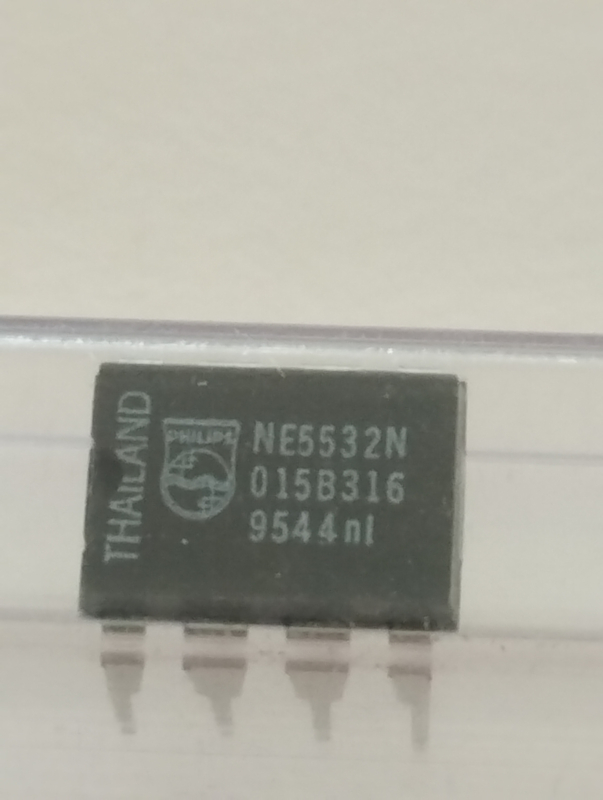 THAILAND
PHILIPS
NE5532N
015B316
9544nl